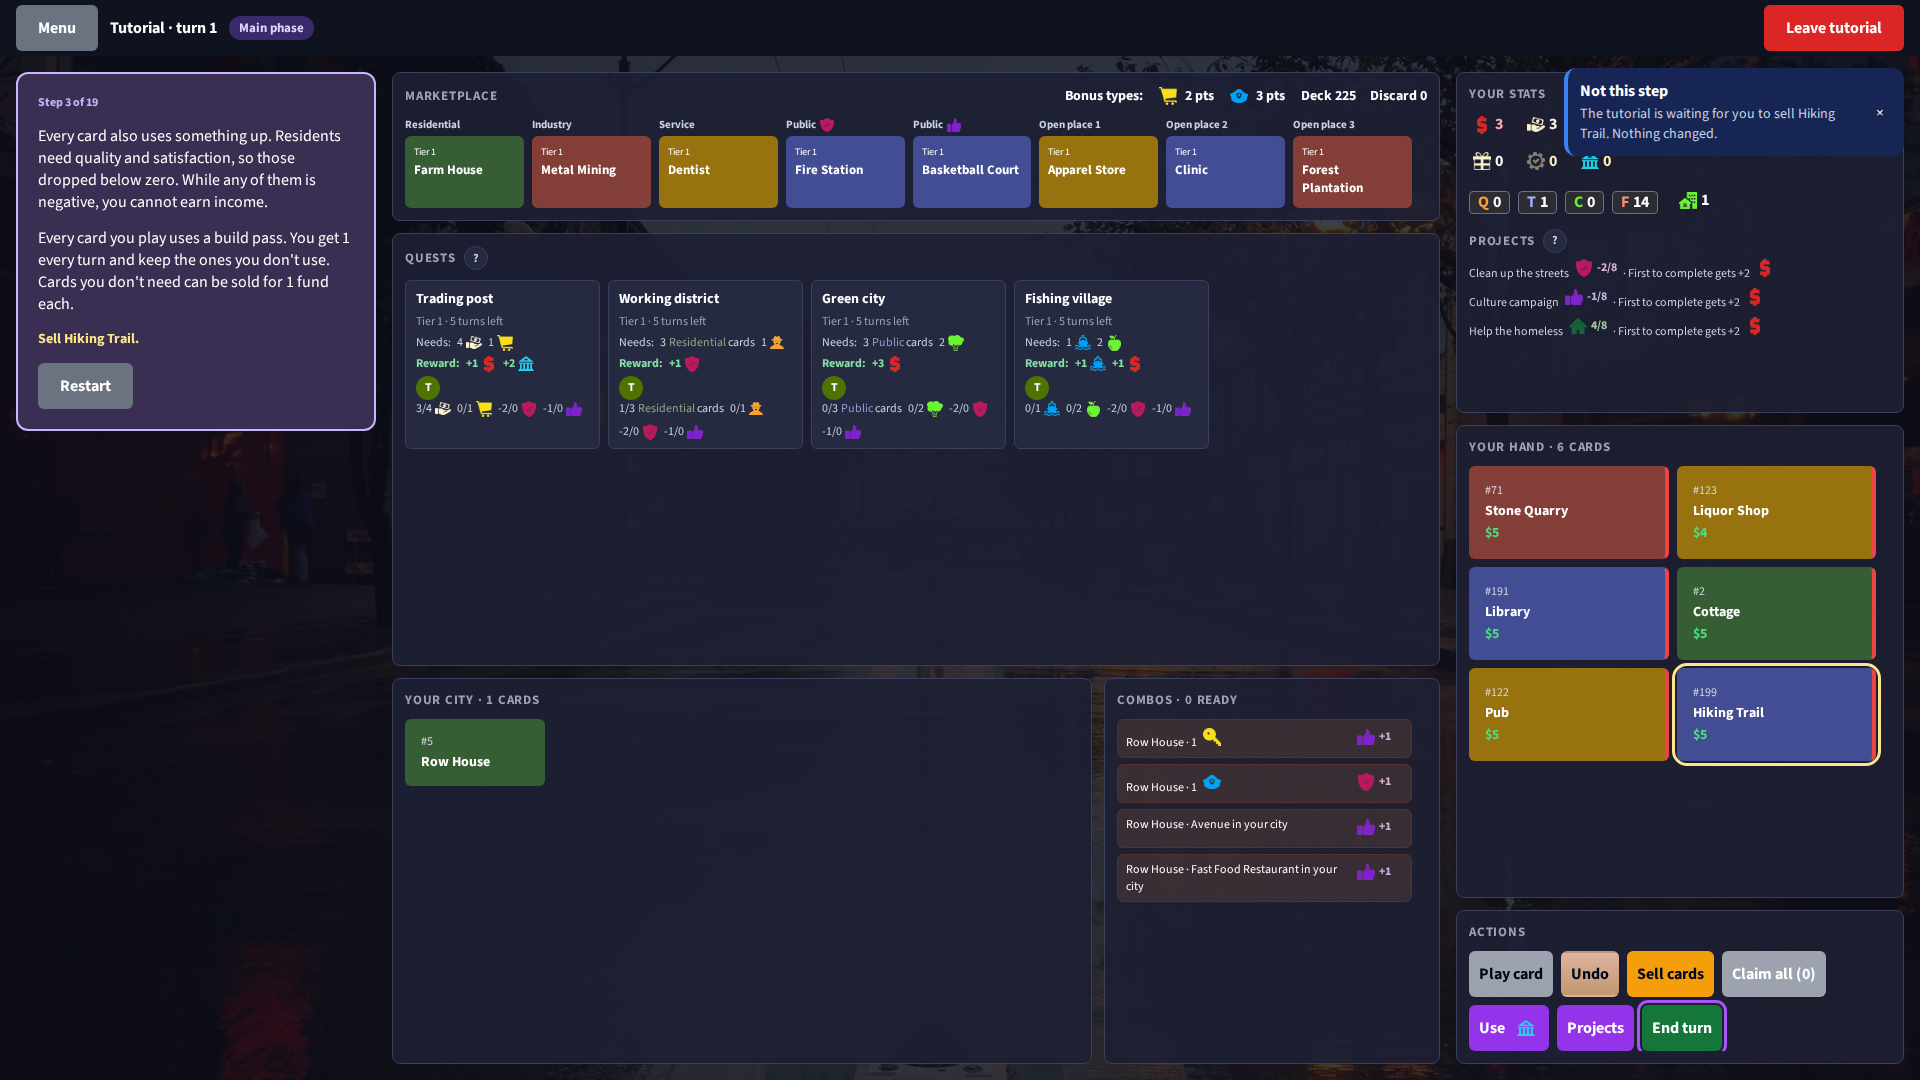 Menu
Tutorial · turn 1
Main phase
Leave tutorial
Step 3 of 19
Every card also uses something up. Residents
need quality and satisfaction, so those
dropped below zero. While any of them is
negative, you cannot earn income.
Every card you play uses a build pass. You get 1
every turn and keep the ones you don't use.
Cards you don't need can be sold for 1 fund
each.
Sell Hiking Trail.
Restart
MARKETPLACE
Bonus types: 2 pts 3 pts Deck 225 Discard 0
Residential
Tier 1
Farm House
Industry
Tier 1
Metal Mining
Service
Tier 1
Dentist
Public
Tier 1
Fire Station
Public
Tier 1
Basketball Court
Open place 1
Tier 1
Apparel Store
Open place 2
Tier 1
Clinic
Open place 3
Tier 1
Forest
Plantation
QUESTS ?
Trading post
Tier 1 · 5 turns left
Needs: 4 1
Reward: +1 +2
T
3/4 0/1 -2/0 -1/0
Working district
Tier 1 · 5 turns left
Needs: 3 Residential cards 1
Reward: +1
T
1/3 Residential cards 0/1
-2/0 -1/0
Green city
Tier 1 · 5 turns left
Needs: 3 Public cards 2
Reward: +3
T
0/3 Public cards 0/2 -2/0
-1/0
Fishing village
Tier 1 · 5 turns left
Needs: 1 2
Reward: +1 +1
T
0/1 0/2 -2/0 -1/0
YOUR CITY · 1 CARDS
#5
Row House
COMBOS · 0 READY
Row House · 1 +1
Row House · 1 +1
Row House · Avenue in your city +1
Row House · Fast Food Restaurant in your +1
city
YOUR STATS
3 3
0 0 0
Q 0 T 1 C 0 F 14 1
Not this step
The tutorial is waiting for you to sell Hiking
Trail. Nothing changed.
×
PROJECTS ?
Clean up the streets -2/8 · First to complete gets +2
Culture campaign -1/8 · First to complete gets +2
Help the homeless 4/8 · First to complete gets +2
YOUR HAND · 6 CARDS
#71
Stone Quarry
$5
#123
Liquor Shop
$4
#191
Library
$5
#2
Cottage
$5
#122
Pub
$5
#199
Hiking Trail
$5
ACTIONS
Play card
Undo
Sell cards
Claim all (0)
Use
Projects
End turn